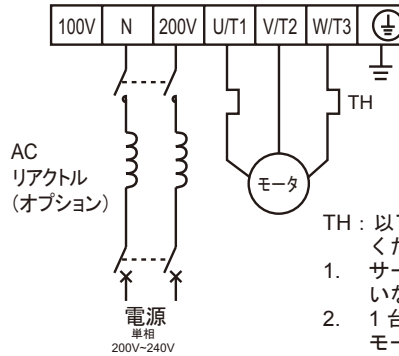 100V N 200V U/T1 V/T2 W/T3
TH
AC
リアクトル
(オプション)
モータ
TH : 以下
くだ
1. サー
いな
2. 1 台
モー
電源
単相
200V~240V